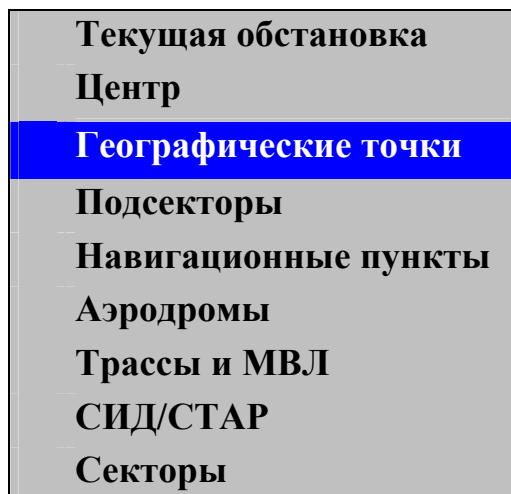 Текущая обстановка
Центр
Географические точки
Подсекторы
Навигационные пункты
Аэродромы
Трассы и МВЛ
СИД/СТАР
Секторы